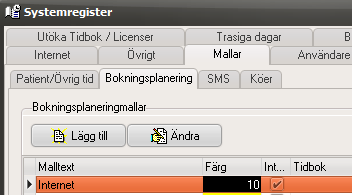 Systemregister
Utöka Tidbok / Licenser Trasiga dagar B
Internet Övrigt Mallar Användare
Patient/Övrig tid Bokningsplanering SMS Köer
Bokningsplaneringmallar
Lägg till Ändra
Malltext Färg Int... Tidbok
Internet 10